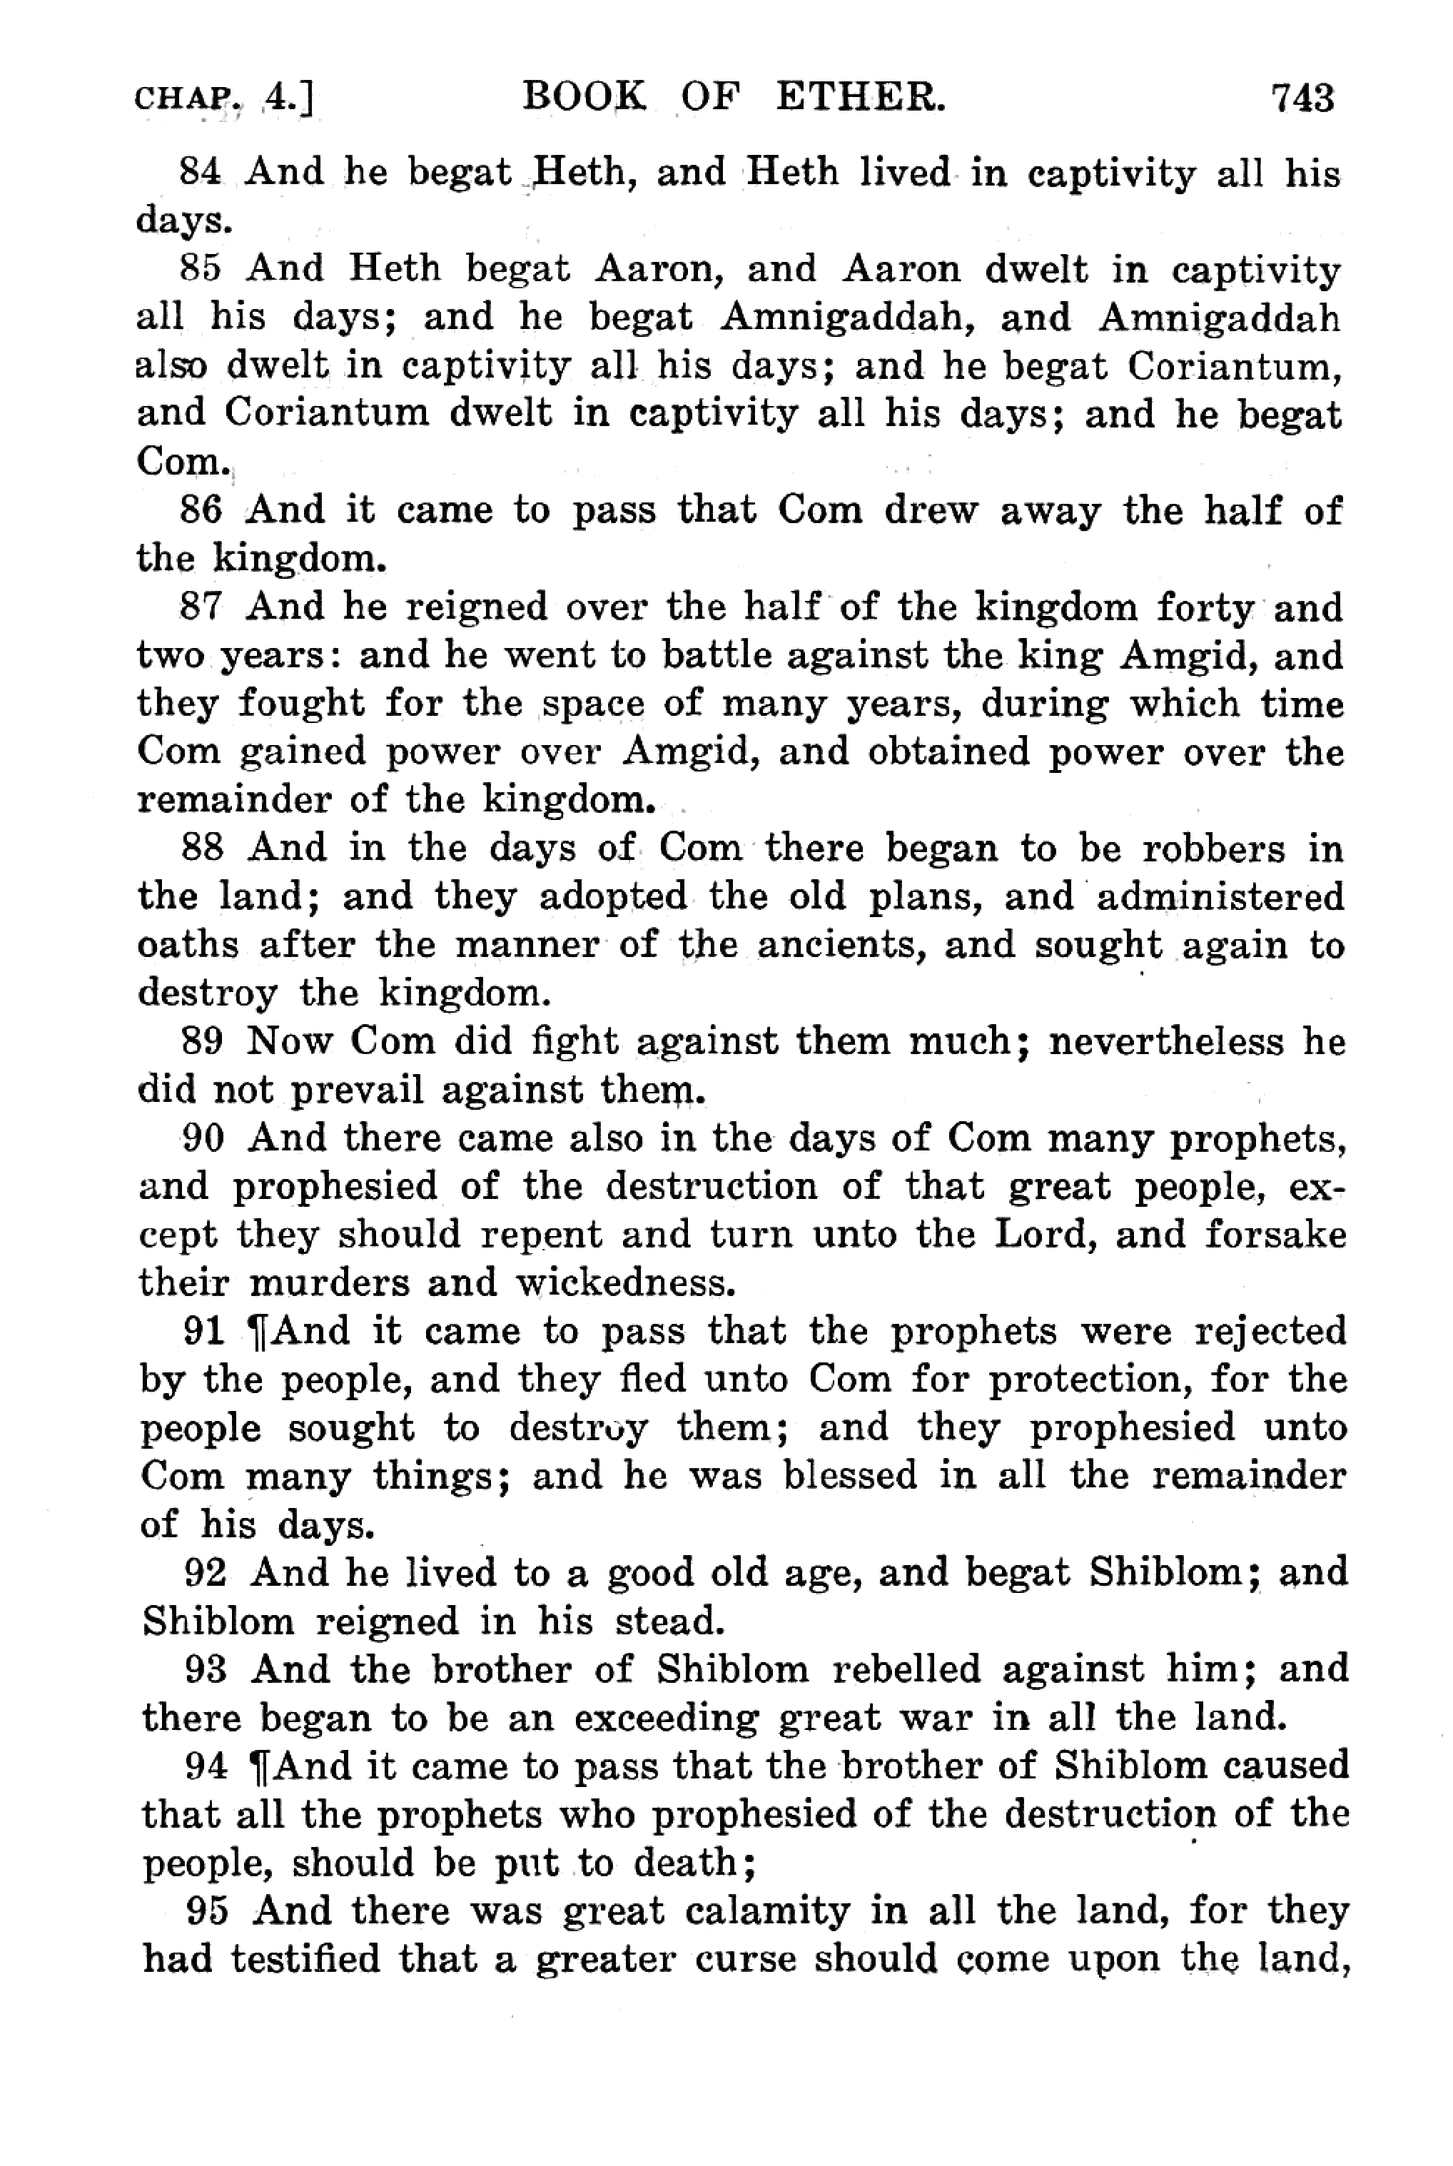 CHAP. 4.] BOOK OF ETHER. 743
84 And he begat Heth, and Heth lived in captivity all his
days.
85 And Heth begat Aaron, and Aaron dwelt in captivity
all his days; and he begat Amnigaddah, and Amnigaddah
also dwelt in captivity all his days; and he begat Coriantum,
and Coriantum dwelt in captivity all his days; and he begat
Com.
86 And it came to pass that Com drew away the half of
the kingdom.
87 And he reigned over the half of the kingdom forty and
two years: and he went to battle against the king Amgid, and
they fought for the space of many years, during which time
Com gained power over Amgid, and obtained power over the
remainder of the kingdom.
88 And in the days of Com there began to be robbers in
the land; and they adopted the old plans, and administered
oaths after the manner of the ancients, and sought again to
destroy the kingdom.
89 Now Com did fight against them much; nevertheless he
did not prevail against them.
90 And there came also in the days of Com many prophets,
and prophesied of the destruction of that great people, ex-
cept they should repent and turn unto the Lord, and forsake
their murders and wickedness.
91 ¶And it came to pass that the prophets were rejected
by the people, and they fled unto Com for protection, for the
people sought to destroy them; and they prophesied unto
Com many things; and he was blessed in all the remainder
of his days.
92 And he lived to a good old age, and begat Shiblom; and
Shiblom reigned in his stead.
93 And the brother of Shiblom rebelled against him; and
there began to be an exceeding great war in all the land.
94 ¶And it came to pass that the brother of Shiblom caused
that all the prophets who prophesied of the destruction of the
people, should be put to death;
95 And there was great calamity in all the land, for they
had testified that a greater curse should come upon the land,